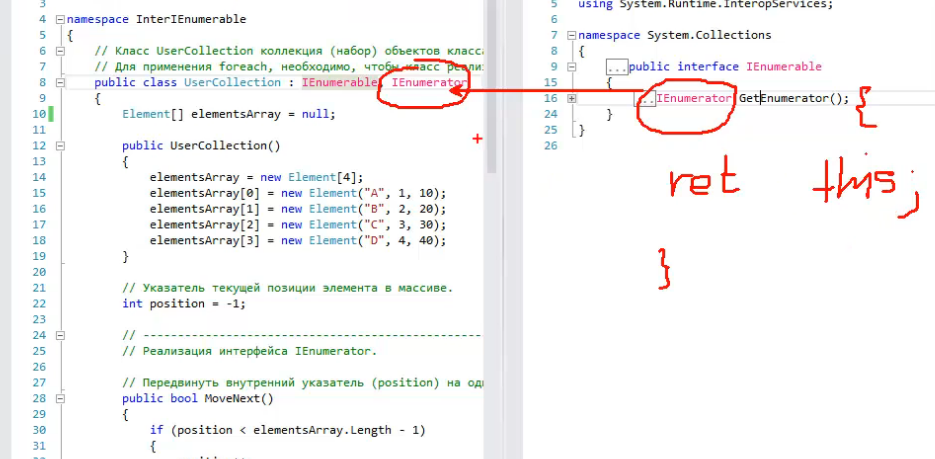 3
4 namespace InterIEnumerable
5 {
6 // Класс UserCollection коллекция (набор) объектов класса
7 // Для применения foreach, необходимо, чтобы класс реали
8 public class UserCollection : IEnumerable, IEnumerator
9 {
10 Element[] elementsArray = null;
11
12 public UserCollection()
13 {
14 elementsArray = new Element[4];
15 elementsArray[0] = new Element("A", 1, 10);
16 elementsArray[1] = new Element("B", 2, 20);
17 elementsArray[2] = new Element("C", 3, 30);
18 elementsArray[3] = new Element("D", 4, 40);
19 }
20
21 // Указатель текущей позиции элемента в массиве.
22 int position = -1;
23
24 // ------------------------------------------------
25 // Реализация интерфейса IEnumerator.
26
27 // Передвинуть внутренний указатель (position) на од
28 public bool MoveNext()
29 {
30 if (position < elementsArray.Length - 1)
31 {
5 using System.Runtime.InteropServices;
6
7 namespace System.Collections
8 {
9 ...public interface IEnumerable
15 {
16 ...IEnumerator GetEnumerator();
24 }
25 }
26
{
ret this;
}